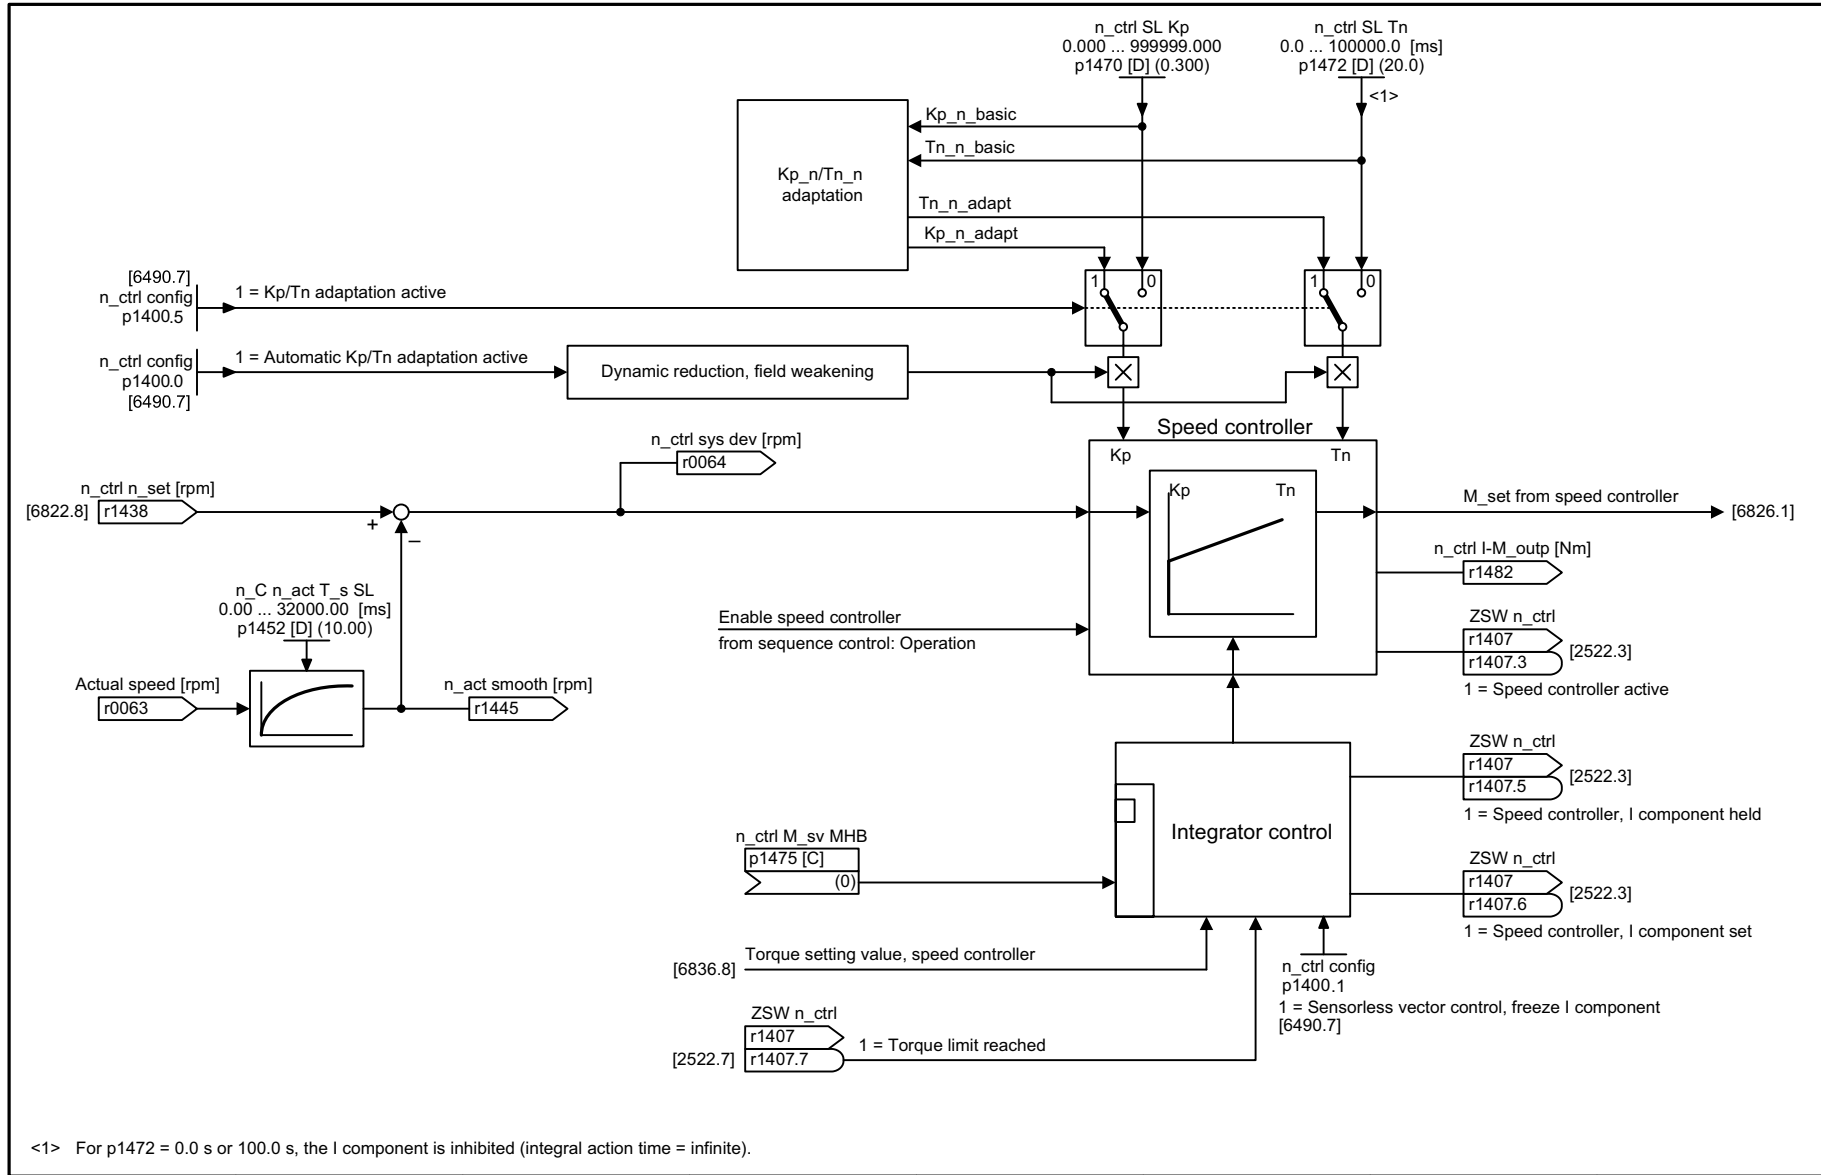 n_ctrl SL Kp
0.000 ... 999999.000
p1470 [D] (0.300)
n_ctrl SL Tn
0.0 ... 100000.0 [ms]
p1472 [D] (20.0)
<1>
Kp_n_basic
Tn_n_basic
Kp_n/Tn_n
adaptation
Tn_n_adapt
Kp_n_adapt
[6490.7]
n_ctrl config
p1400.5
1 = Kp/Tn adaptation active
1
0
1
0
n_ctrl config
p1400.0
[6490.7]
1 = Automatic Kp/Tn adaptation active
Dynamic reduction, field weakening
Speed controller
Kp
Tn
n_ctrl sys dev [rpm]
r0064
n_ctrl n_set [rpm]
[6822.8]
r1438
+
–
Kp
Tn
M_set from speed controller
[6826.1]
n_ctrl I-M_outp [Nm]
r1482
n_C n_act T_s SL
0.00 ... 32000.00 [ms]
p1452 [D] (10.00)
Enable speed controller
from sequence control: Operation
ZSW n_ctrl
r1407
r1407.3
[2522.3]
1 = Speed controller active
Actual speed [rpm]
r0063
n_act smooth [rpm]
r1445
ZSW n_ctrl
r1407
r1407.5
[2522.3]
1 = Speed controller, I component held
Integrator control
n_ctrl M_sv MHB
p1475 [C]
(0)
ZSW n_ctrl
r1407
r1407.6
[2522.3]
1 = Speed controller, I component set
[6836.8]
Torque setting value, speed controller
n_ctrl config
p1400.1
1 = Sensorless vector control, freeze I component
[6490.7]
ZSW n_ctrl
r1407
r1407.7
[2522.7]
1 = Torque limit reached
<1> For p1472 = 0.0 s or 100.0 s, the I component is inhibited (integral action time = infinite).